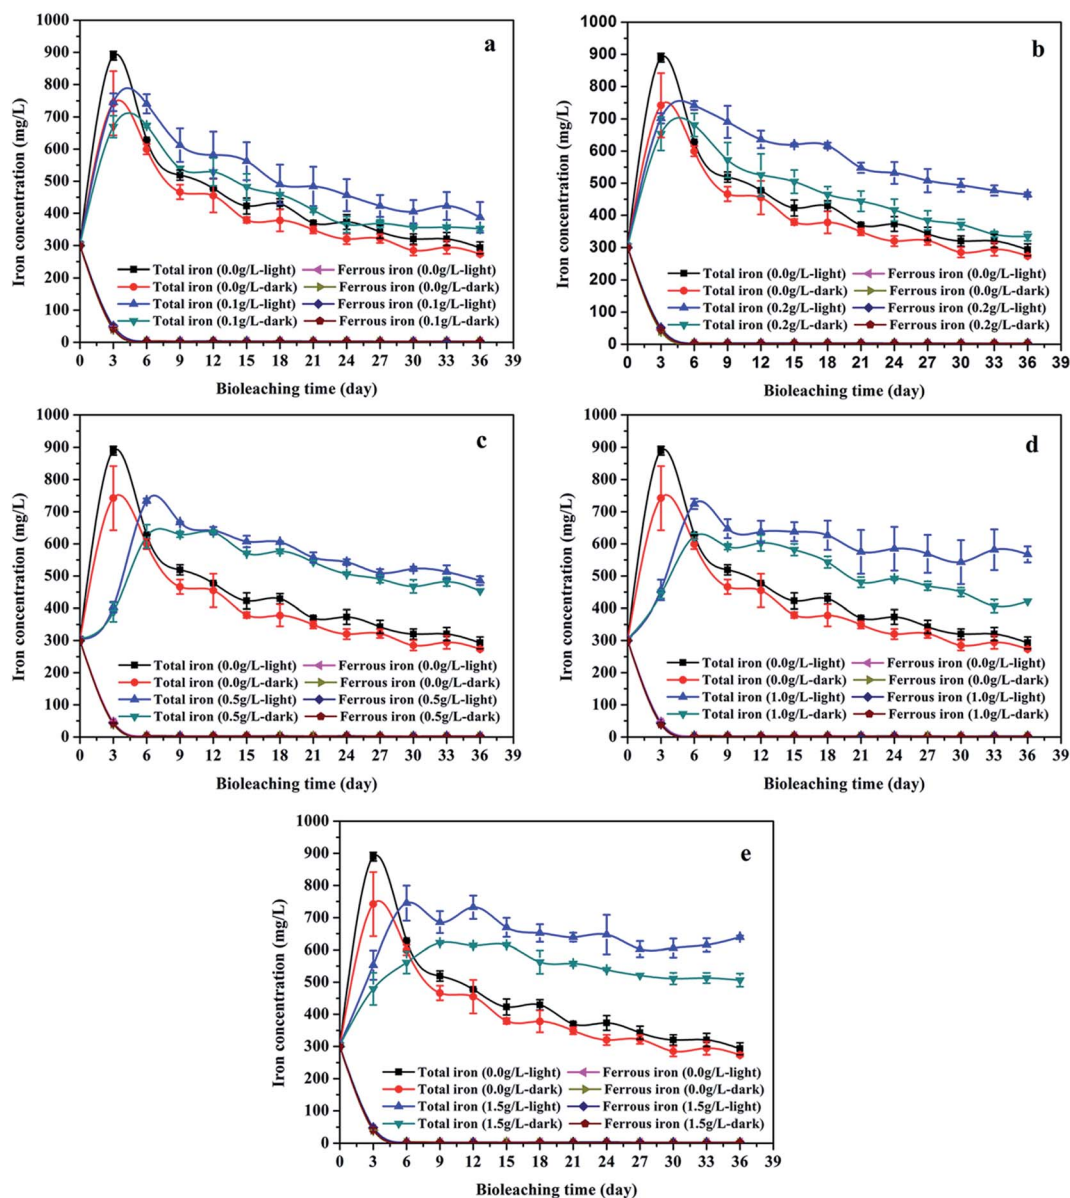 a
1000
900
800
700
600
500
400
300
200
100
0
Iron concentration (mg/L)
Total iron (0.0g/L-light) Ferrous iron (0.0g/L-light)
Total iron (0.0g/L-dark) Ferrous iron (0.0g/L-dark)
Total iron (0.1g/L-light) Ferrous iron (0.1g/L-light)
Total iron (0.1g/L-dark) Ferrous iron (0.1g/L-dark)
0 3 6 9 12 15 18 21 24 27 30 33 36 39
Bioleaching time (day)
b
1000
900
800
700
600
500
400
300
200
100
0
Iron concentration (mg/L)
Total iron (0.0g/L-light) Ferrous iron (0.0g/L-light)
Total iron (0.0g/L-dark) Ferrous iron (0.0g/L-dark)
Total iron (0.2g/L-light) Ferrous iron (0.2g/L-light)
Total iron (0.2g/L-dark) Ferrous iron (0.2g/L-dark)
0 3 6 9 12 15 18 21 24 27 30 33 36 39
Bioleaching time (day)
c
1000
900
800
700
600
500
400
300
200
100
0
Iron concentration (mg/L)
Total iron (0.0g/L-light) Ferrous iron (0.0g/L-light)
Total iron (0.0g/L-dark) Ferrous iron (0.0g/L-dark)
Total iron (0.5g/L-light) Ferrous iron (0.5g/L-light)
Total iron (0.5g/L-dark) Ferrous iron (0.5g/L-dark)
0 3 6 9 12 15 18 21 24 27 30 33 36 39
Bioleaching time (day)
d
1000
900
800
700
600
500
400
300
200
100
0
Iron concentration (mg/L)
Total iron (0.0g/L-light) Ferrous iron (0.0g/L-light)
Total iron (0.0g/L-dark) Ferrous iron (0.0g/L-dark)
Total iron (1.0g/L-light) Ferrous iron (1.0g/L-light)
Total iron (1.0g/L-dark) Ferrous iron (1.0g/L-dark)
0 3 6 9 12 15 18 21 24 27 30 33 36 39
Bioleaching time (day)
e
1000
900
800
700
600
500
400
300
200
100
0
Iron concentration (mg/L)
Total iron (0.0g/L-light) Ferrous iron (0.0g/L-light)
Total iron (0.0g/L-dark) Ferrous iron (0.0g/L-dark)
Total iron (1.5g/L-light) Ferrous iron (1.5g/L-light)
Total iron (1.5g/L-dark) Ferrous iron (1.5g/L-dark)
0 3 6 9 12 15 18 21 24 27 30 33 36 39
Bioleaching time (day)